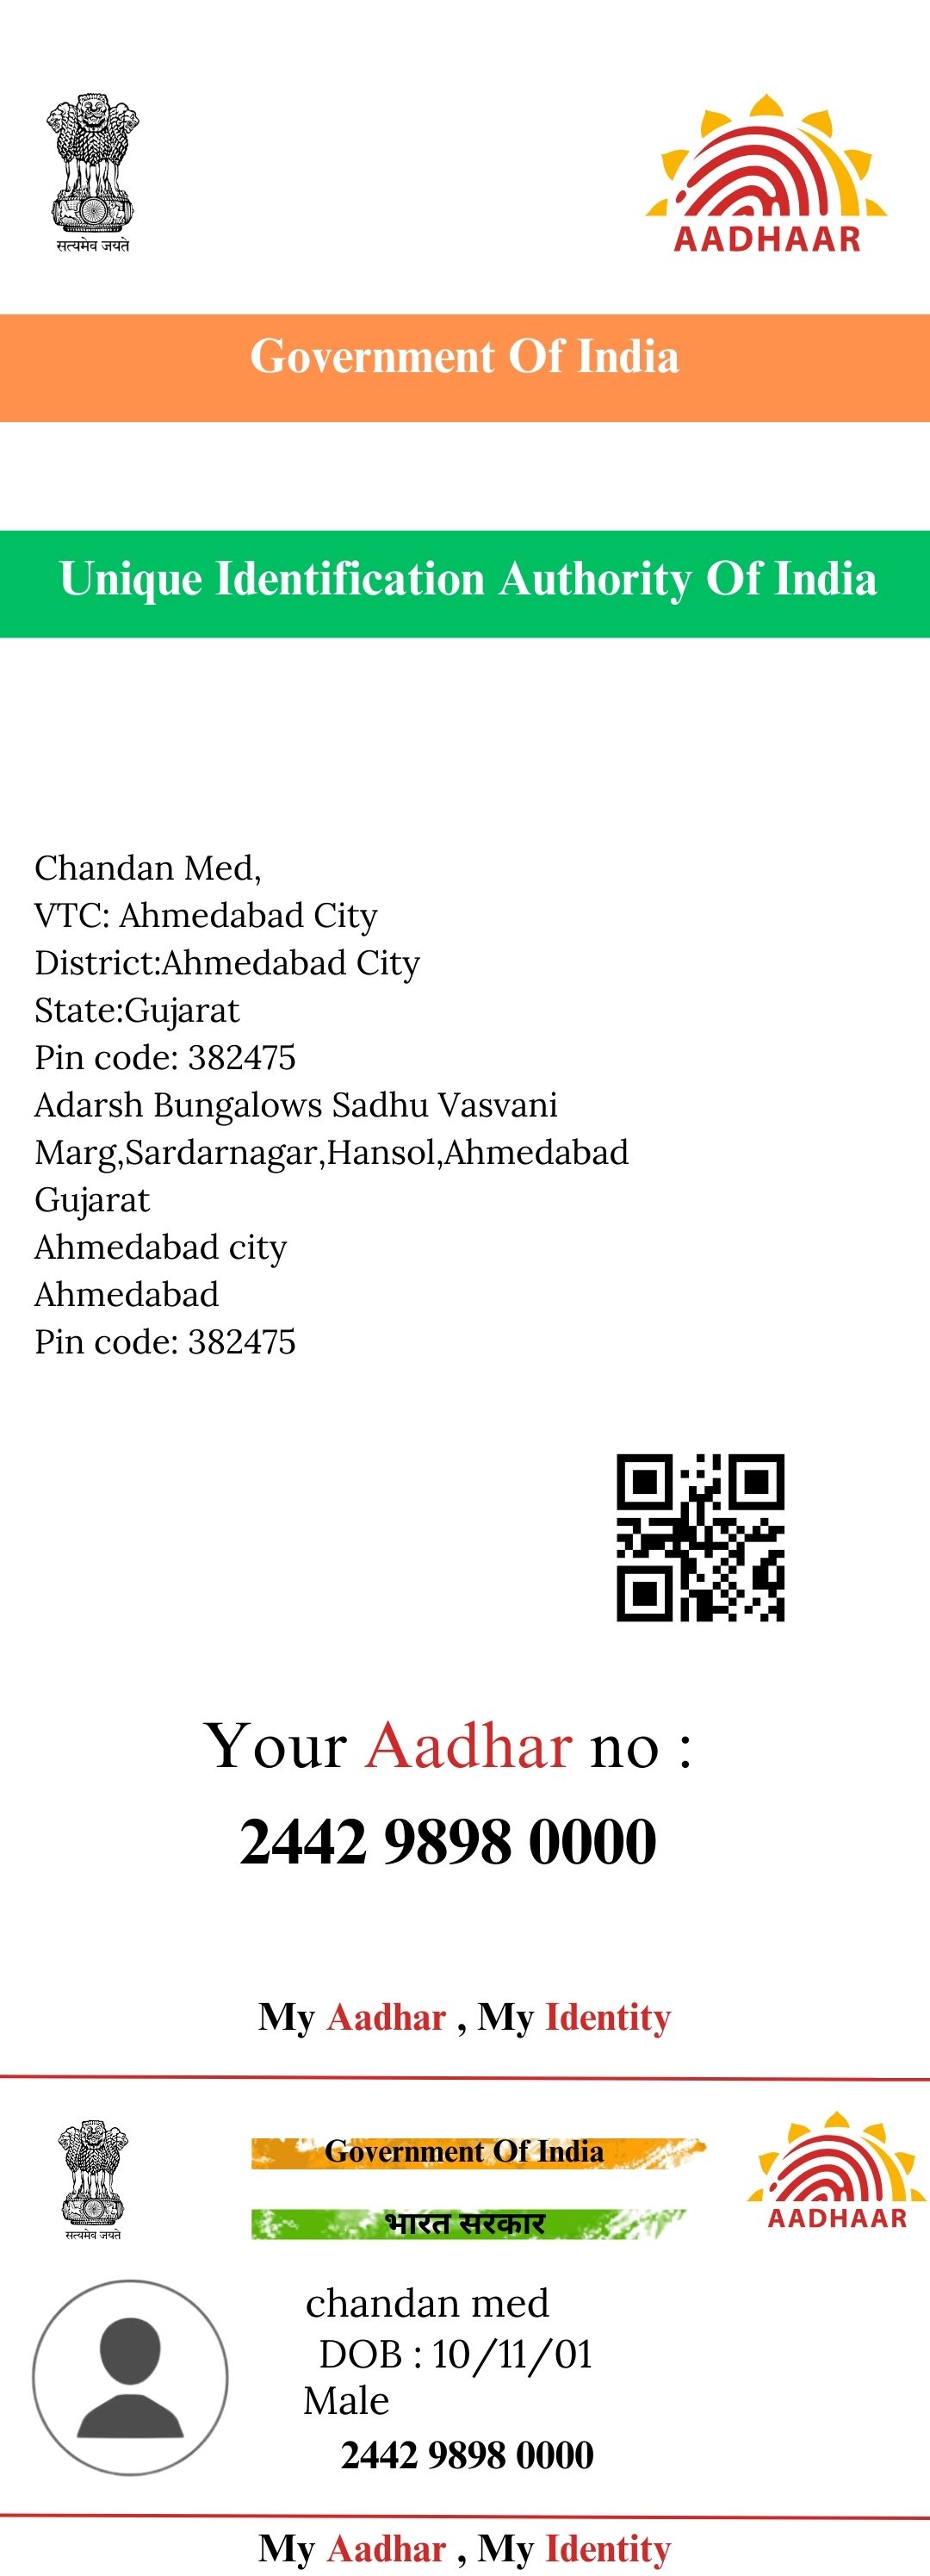 सत्यमेव जयते
AADHAAR
Government Of India
Unique Identification Authority Of India
Chandan Med,
VTC: Ahmedabad City
District:Ahmedabad City
State:Gujarat
Pin code: 382475
Adarsh Bungalows Sadhu Vasvani
Marg,Sardarnagar,Hansol,Ahmedabad
Gujarat
Ahmedabad city
Ahmedabad
Pin code: 382475
Your Aadhar no :
2442 9898 0000
My Aadhar , My Identity
सत्यमेव जयते
Government Of India
AADHAAR
भारत सरकार
chandan med
DOB : 10/11/01
Male
2442 9898 0000
My Aadhar , My Identity